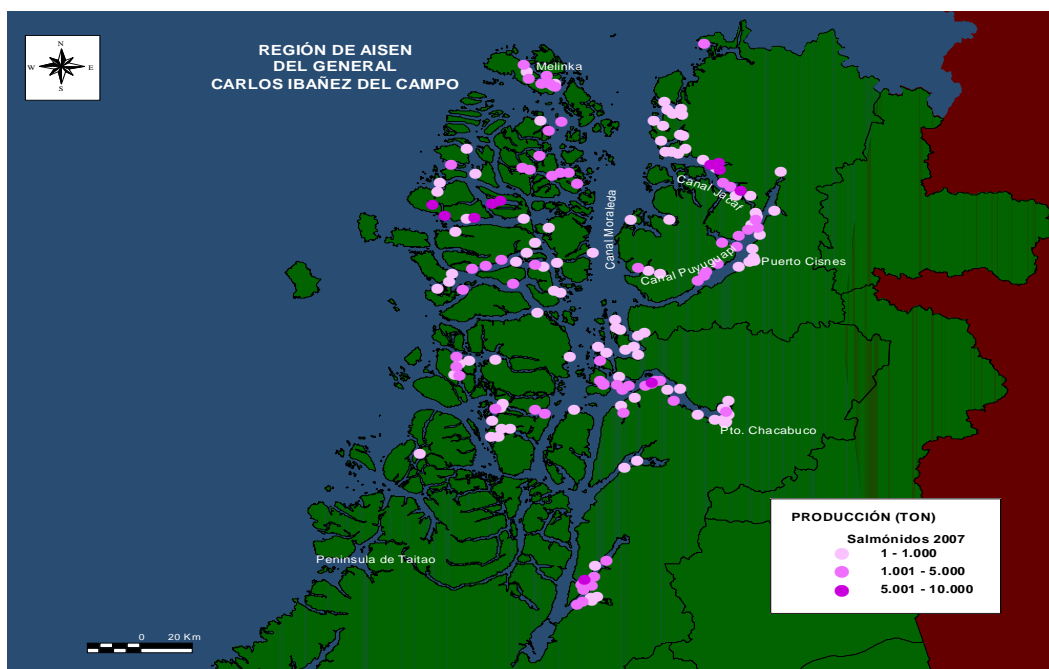 N
W E
S
REGIÓN DE AISEN
DEL GENERAL
CARLOS IBAÑEZ DEL CAMPO
Melinka
Canal Jacaf
Canal Moraleda
Canal Puyuguapi
Puerto Cisnes
Pto. Chacabuco
Peninsula de Taitao
PRODUCCIÓN (TON)
Salmónidos 2007
1 - 1.000
1.001 - 5.000
5.001 - 10.000
0 20 Km